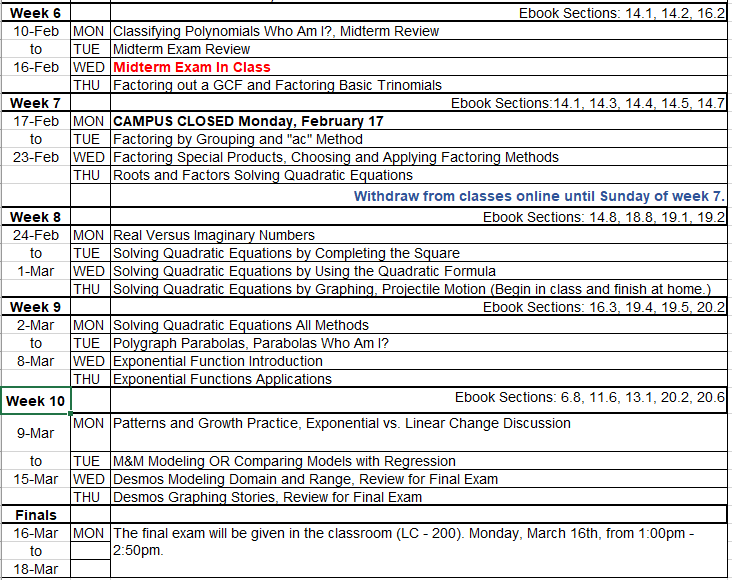 Week 6 Ebook Sections: 14.1, 14.2, 16.2
10-Feb MON Classifying Polynomials Who Am I?, Midterm Review
to TUE Midterm Exam Review
16-Feb WED Midterm Exam In Class
THU Factoring out a GCF and Factoring Basic Trinomials
Week 7 Ebook Sections:14.1, 14.3, 14.4, 14.5, 14.7
17-Feb MON CAMPUS CLOSED Monday, February 17
to TUE Factoring by Grouping and "ac" Method
23-Feb WED Factoring Special Products, Choosing and Applying Factoring Methods
THU Roots and Factors Solving Quadratic Equations
Withdraw from classes online until Sunday of week 7.
Week 8 Ebook Sections: 14.8, 18.8, 19.1, 19.2
24-Feb MON Real Versus Imaginary Numbers
to TUE Solving Quadratic Equations by Completing the Square
1-Mar WED Solving Quadratic Equations by Using the Quadratic Formula
THU Solving Quadratic Equations by Graphing, Projectile Motion (Begin in class and finish at home.)
Week 9 Ebook Sections: 16.3, 19.4, 19.5, 20.2
2-Mar MON Solving Quadratic Equations All Methods
to TUE Polygraph Parabolas, Parabolas Who Am I?
8-Mar WED Exponential Function Introduction
THU Exponential Functions Applications
Week 10 Ebook Sections: 6.8, 11.6, 13.1, 20.2, 20.6
9-Mar MON Patterns and Growth Practice, Exponential vs. Linear Change Discussion
to TUE M&M Modeling OR Comparing Models with Regression
15-Mar WED Desmos Modeling Domain and Range, Review for Final Exam
THU Desmos Graphing Stories, Review for Final Exam
Finals
16-Mar MON The final exam will be given in the classroom (LC - 200). Monday, March 16th, from 1:00pm -
to 2:50pm.
18-Mar